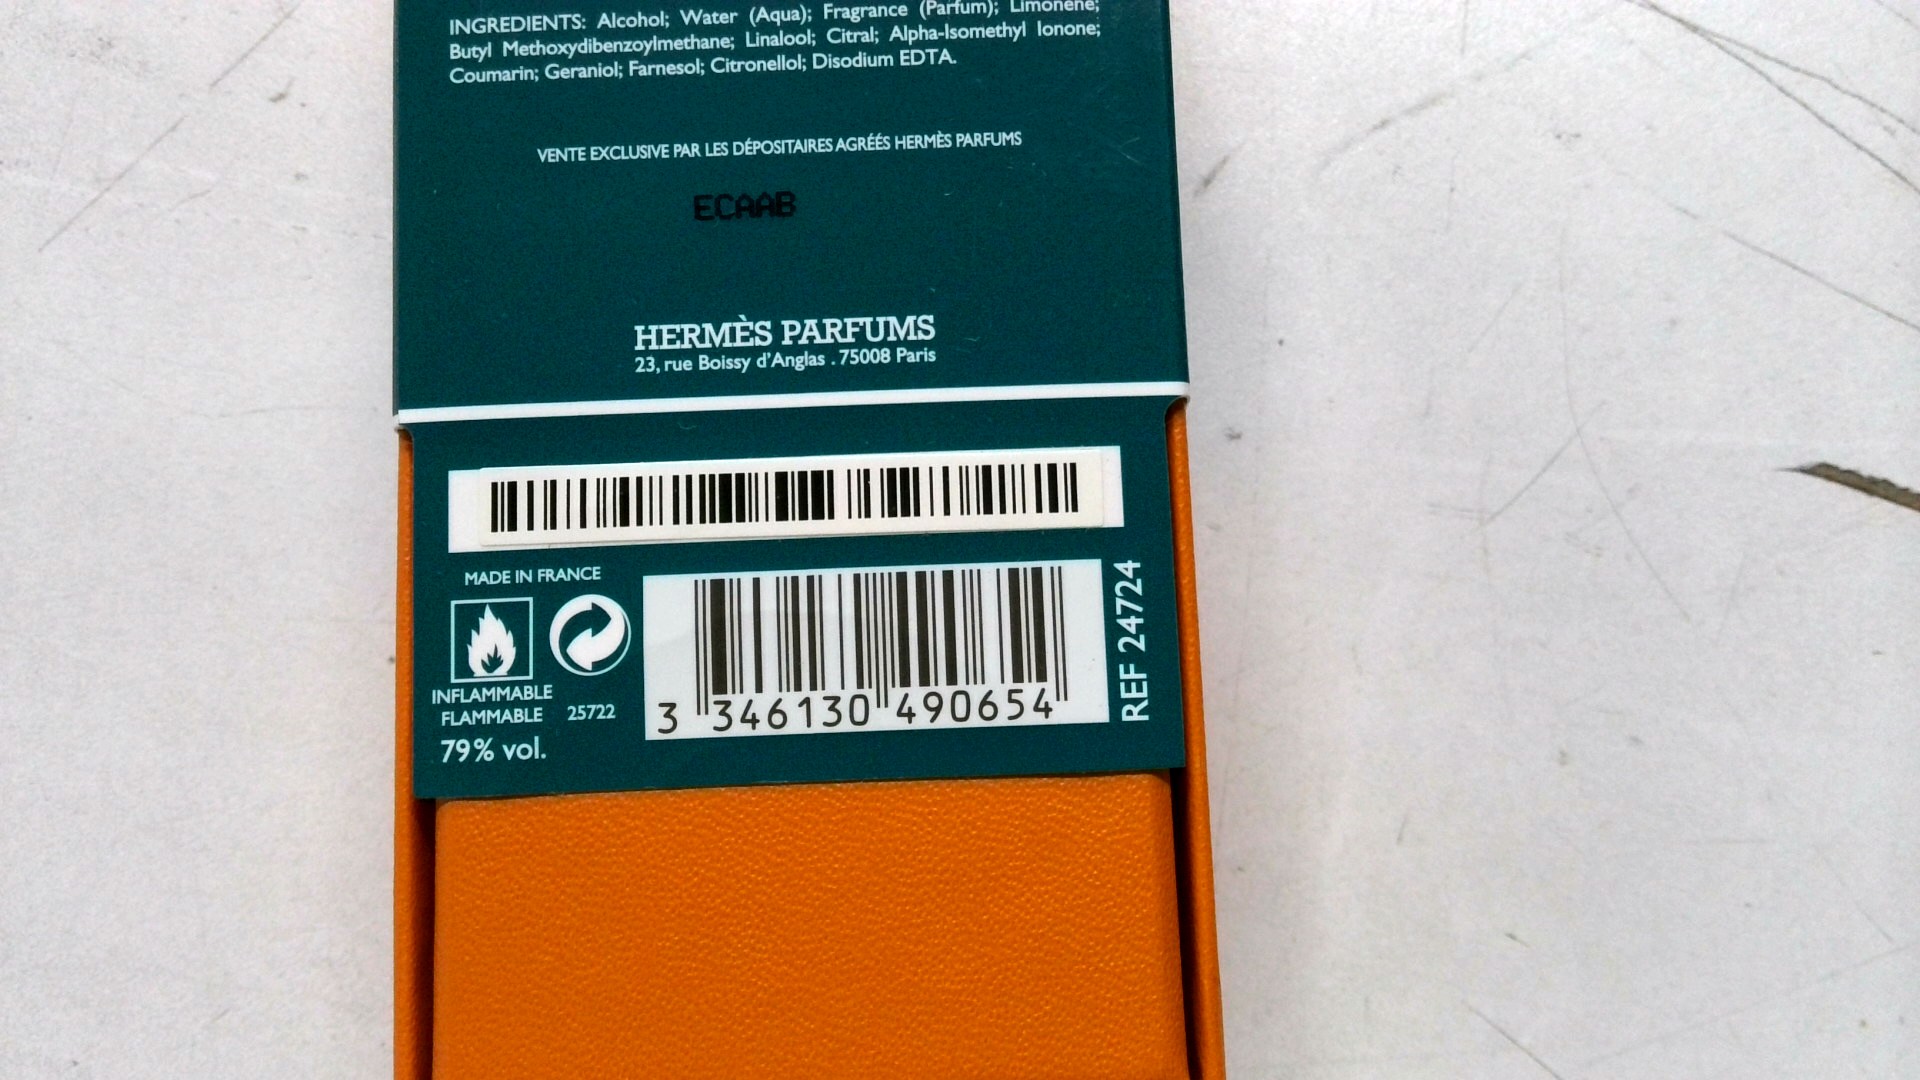 INGREDIENTS: Alcohol; Water (Aqua); Fragrance (Parfum); Limonene;
Butyl Methoxydibenzoylmethane; Linalool; Citral; Alpha-Isomethyl Ionone;
Coumarin; Geraniol; Farnesol; Citronellol; Disodium EDTA.
VENTE EXCLUSIVE PAR LES DÉPOSITAIRES AGRÉÉS HERMÈS PARFUMS
ECAAB
HERMÈS PARFUMS
23, rue Boissy d'Anglas . 75008 Paris
MADE IN FRANCE
INFLAMMABLE
FLAMMABLE
79% vol.
25722
3 346130 490654
REF 24724